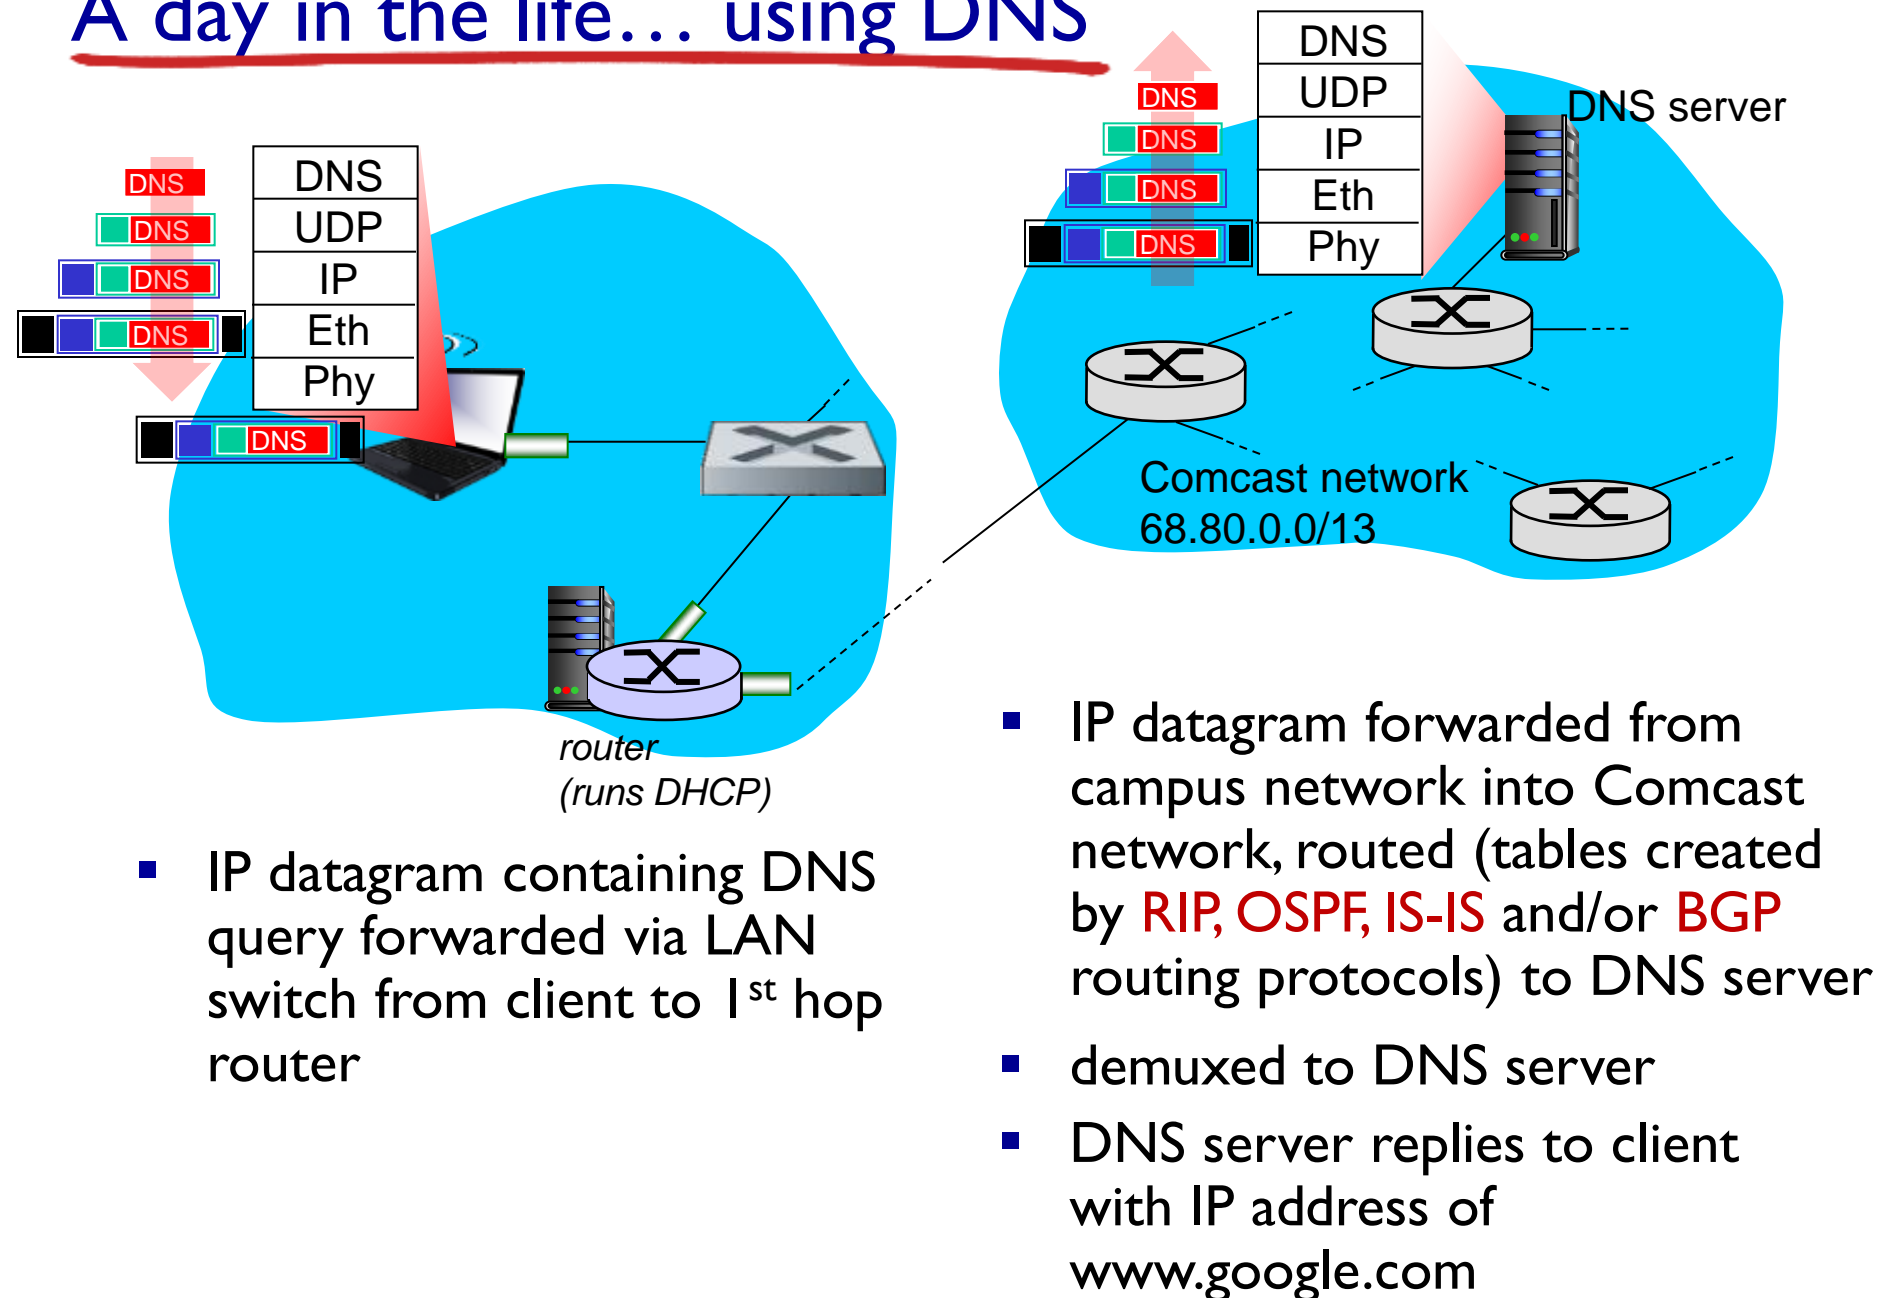 A day in the life… using DNS
DNS
DNS
DNS
DNS
DNS
DNS
UDP
IP
Eth
Phy
DNS
DNS
DNS
DNS
DNS
UDP
IP
Eth
Phy
DNS server
Comcast network
68.80.0.0/13
router
(runs DHCP)
IP datagram containing DNS
query forwarded via LAN
switch from client to 1st hop
router
IP datagram forwarded from
campus network into Comcast
network, routed (tables created
by RIP, OSPF, IS-IS and/or BGP
routing protocols) to DNS server
demuxed to DNS server
DNS server replies to client
with IP address of
www.google.com